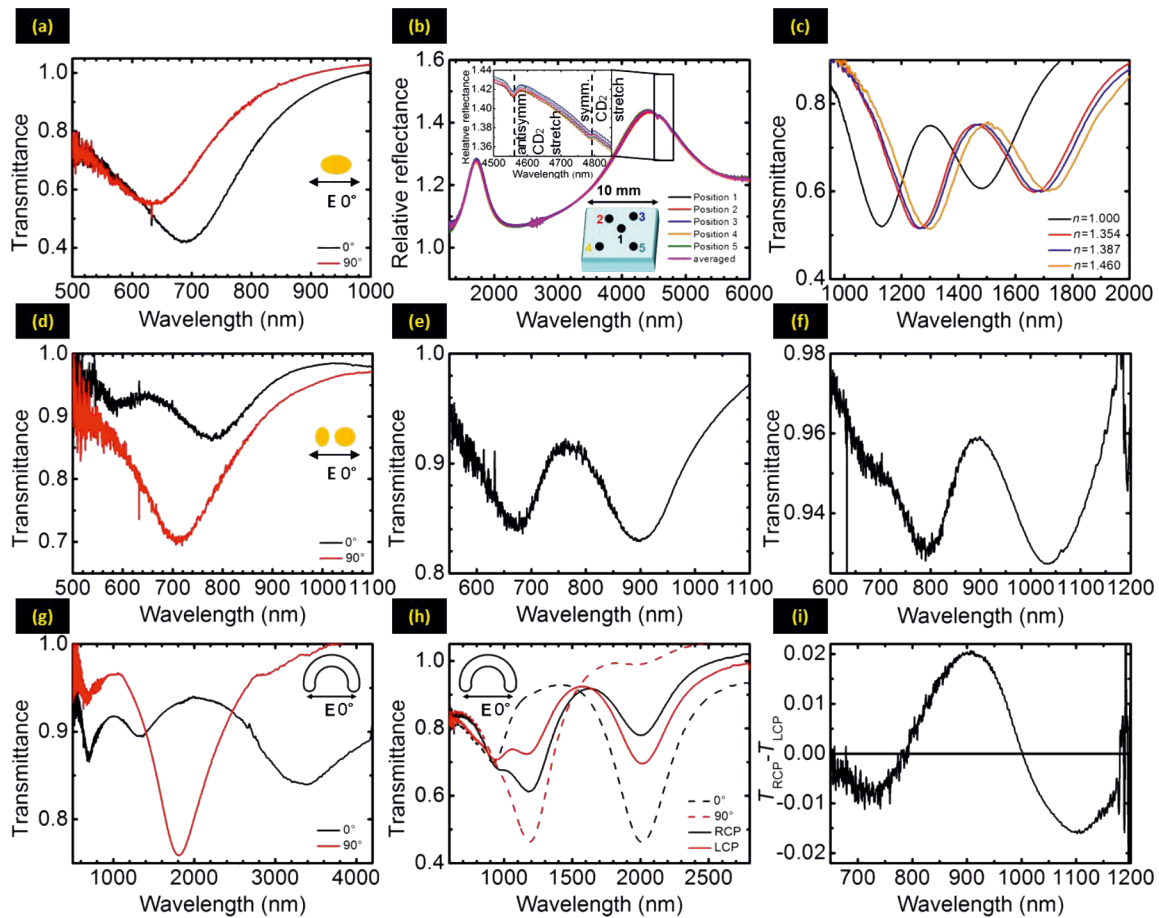 (a)
Transmittance
1.0
0.8
0.6
0.4
E 0°
0°
90°
500 600 700 800 900 1000
Wavelength (nm)
(b)
Relative reflectance
1.6
1.4
1.2
1.0
Relative reflectance
1.44
1.42
1.40
1.38
1.36
antisymm.
CD2
stretch
symm.
CD2
stretch
4500 4600 4700 4800
Wavelength (nm)
10 mm
2 3
1
4 5
Position 1
Position 2
Position 3
Position 4
Position 5
averaged
2000 3000 4000 5000 6000
Wavelength (nm)
(c)
Transmittance
0.8
0.6
0.4
n=1.000
n=1.354
n=1.387
n=1.460
1000 1200 1400 1600 1800 2000
Wavelength (nm)
(d)
Transmittance
1.0
0.9
0.8
0.7
E 0°
0°
90°
500 600 700 800 900 1000 1100
Wavelength (nm)
(e)
Transmittance
1.0
0.9
0.8
600 700 800 900 1000 1100
Wavelength (nm)
(f)
Transmittance
0.98
0.96
0.94
600 700 800 900 1000 1100 1200
Wavelength (nm)
(g)
Transmittance
1.0
0.9
0.8
E 0°
0°
90°
1000 1500 2000 2500 3000 3500 4000
Wavelength (nm)
(h)
Transmittance
1.0
0.8
0.6
0.4
E 0°
0°
90°
RCP
LCP
1000 1500 2000 2500
Wavelength (nm)
(i)
TRCP-TLCP
0.02
0.01
0.00
-0.01
-0.02
700 800 900 1000 1100 1200
Wavelength (nm)